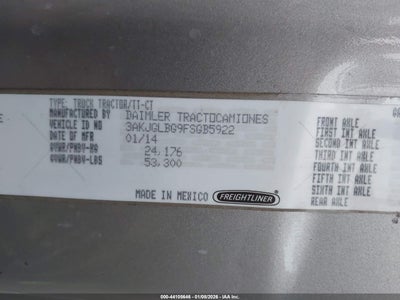 TYPE: TRUCK TRACTOR/TT-CT
MANUFACTURED BY DAIMLER TRACTOCAMIONES
VEHICLE ID NUMBER 3AKJGLBG9FSGB5922
DATE OF MFR 01/14
GVWR/PNBV-KG 24,176
GVWR/PNBV-LBS 53,300
FRONT AXLE
FIRST INT AXLE
SECOND INT AXLE
THIRD INT AXLE
FOURTH INT AXLE
FIFTH INT AXLE
SIXTH INT AXLE
REAR AXLE
MADE IN MEXICO FREIGHTLINER
000-44108646 - 01/09/2026 - IAA, Inc.